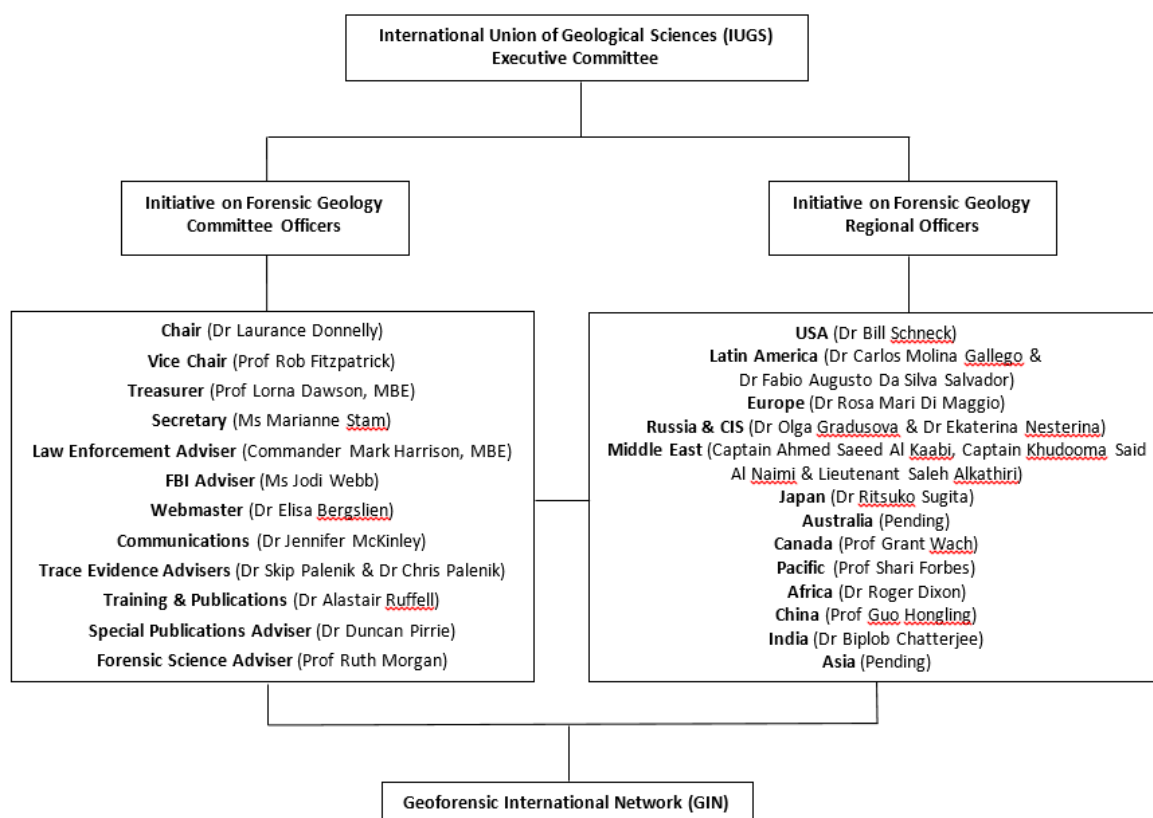 International Union of Geological Sciences (IUGS)
Executive Committee
Initiative on Forensic Geology
Committee Officers
Initiative on Forensic Geology
Regional Officers
Chair (Dr Laurance Donnelly)
Vice Chair (Prof Rob Fitzpatrick)
Treasurer (Prof Lorna Dawson, MBE)
Secretary (Ms Marianne Stam)
Law Enforcement Adviser (Commander Mark Harrison, MBE)
FBI Adviser (Ms Jodi Webb)
Webmaster (Dr Elisa Bergslien)
Communications (Dr Jennifer McKinley)
Trace Evidence Advisers (Dr Skip Palenik & Dr Chris Palenik)
Training & Publications (Dr Alastair Ruffell)
Special Publications Adviser (Dr Duncan Pirrie)
Forensic Science Adviser (Prof Ruth Morgan)
USA (Dr Bill Schneck)
Latin America (Dr Carlos Molina Gallego &
Dr Fabio Augusto Da Silva Salvador)
Europe (Dr Rosa Mari Di Maggio)
Russia & CIS (Dr Olga Gradusova & Dr Ekaterina Nesterina)
Middle East (Captain Ahmed Saeed Al Kaabi, Captain Khudooma Said
Al Naimi & Lieutenant Saleh Alkathiri)
Japan (Dr Ritsuko Sugita)
Australia (Pending)
Canada (Prof Grant Wach)
Pacific (Prof Shari Forbes)
Africa (Dr Roger Dixon)
China (Prof Guo Hongling)
India (Dr Biplob Chatterjee)
Asia (Pending)
Geoforensic International Network (GIN)